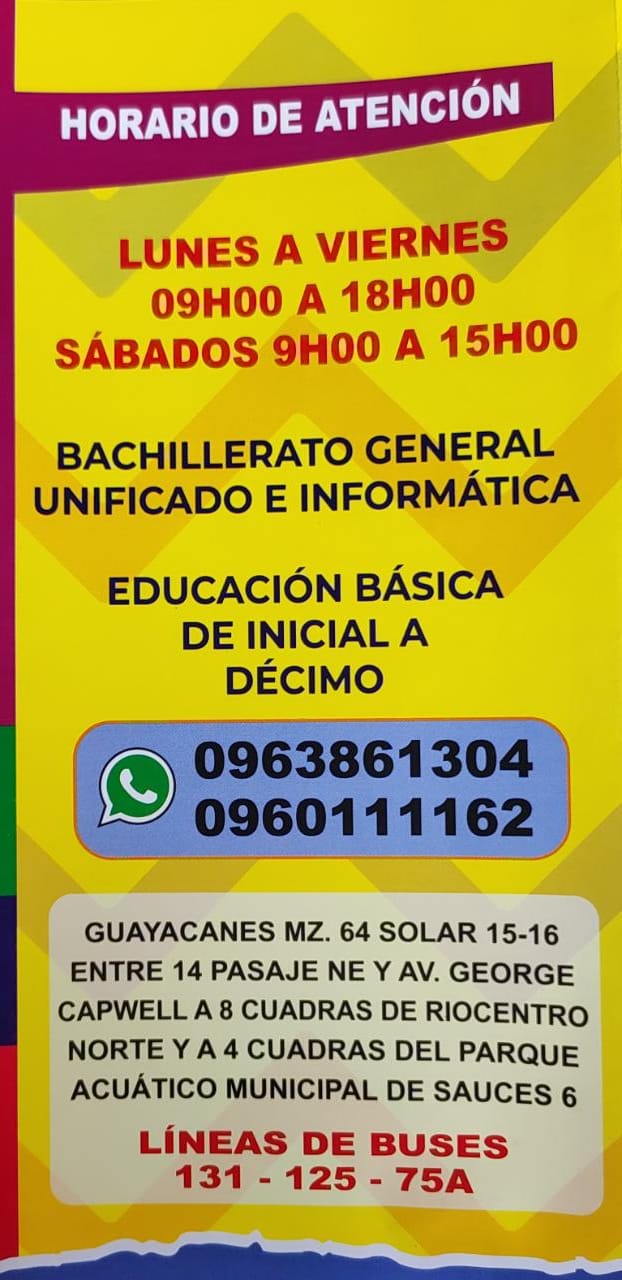 HORARIO DE ATENCIÓN
LUNES A VIERNES
09H00 A 18H00
SÁBADOS 9H00 A 15H00
BACHILLERATO GENERAL
UNIFICADO E INFORMÁTICA
EDUCACIÓN BÁSICA
DE INICIAL A
DÉCIMO
0963861304
0960111162
GUAYACANES MZ. 64 SOLAR 15-16
ENTRE 14 PASAJE NE Y AV. GEORGE
CAPWELL A 8 CUADRAS DE RIOCENTRO
NORTE Y A 4 CUADRAS DEL PARQUE
ACUÁTICO MUNICIPAL DE SAUCES 6
LÍNEAS DE BUSES
131 - 125 - 75A